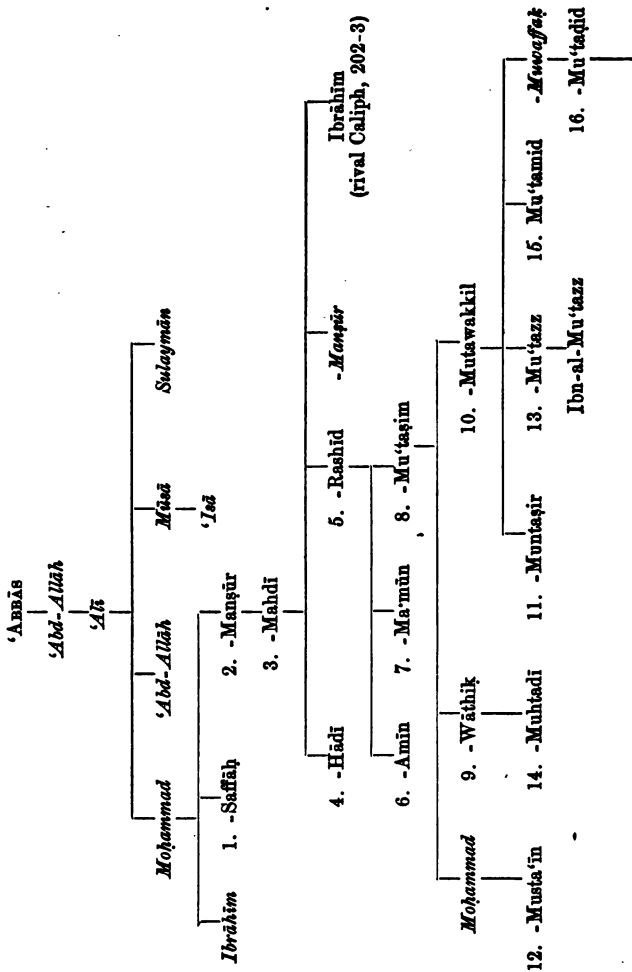 ‘ABBĀS
‘Abd-Allāh
‘Alī
Moḥammad ‘Abd-Allāh Mūsā Sulaymān
‘Īsā
Ibrāhīm 1. -Saffāḥ 2. -Manṣūr
3. -Mahdī
4. -Hādī 5. -Rashīd -Manṣūr Ibrāhīm
(rival Caliph, 202-3)
6. -Amīn 7. -Ma’mūn 8. -Mu‘taṣim
Moḥammad 9. -Wāthiḳ 10. -Mutawakkil
12. -Musta‘īn 14. -Muhtadī 11. -Muntaṣir 13. -Mu‘tazz 15. Mu‘tamid -Muwaffaḳ
Ibn-al-Mu‘tazz 16. -Mu‘taḍid